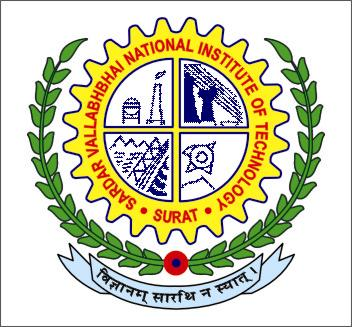 SARDAR VALLABHBHAI NATIONAL INSTITUTE OF TECHNOLOGY
· SURAT ·
विज्ञानम् सारथि न स्यात् ।